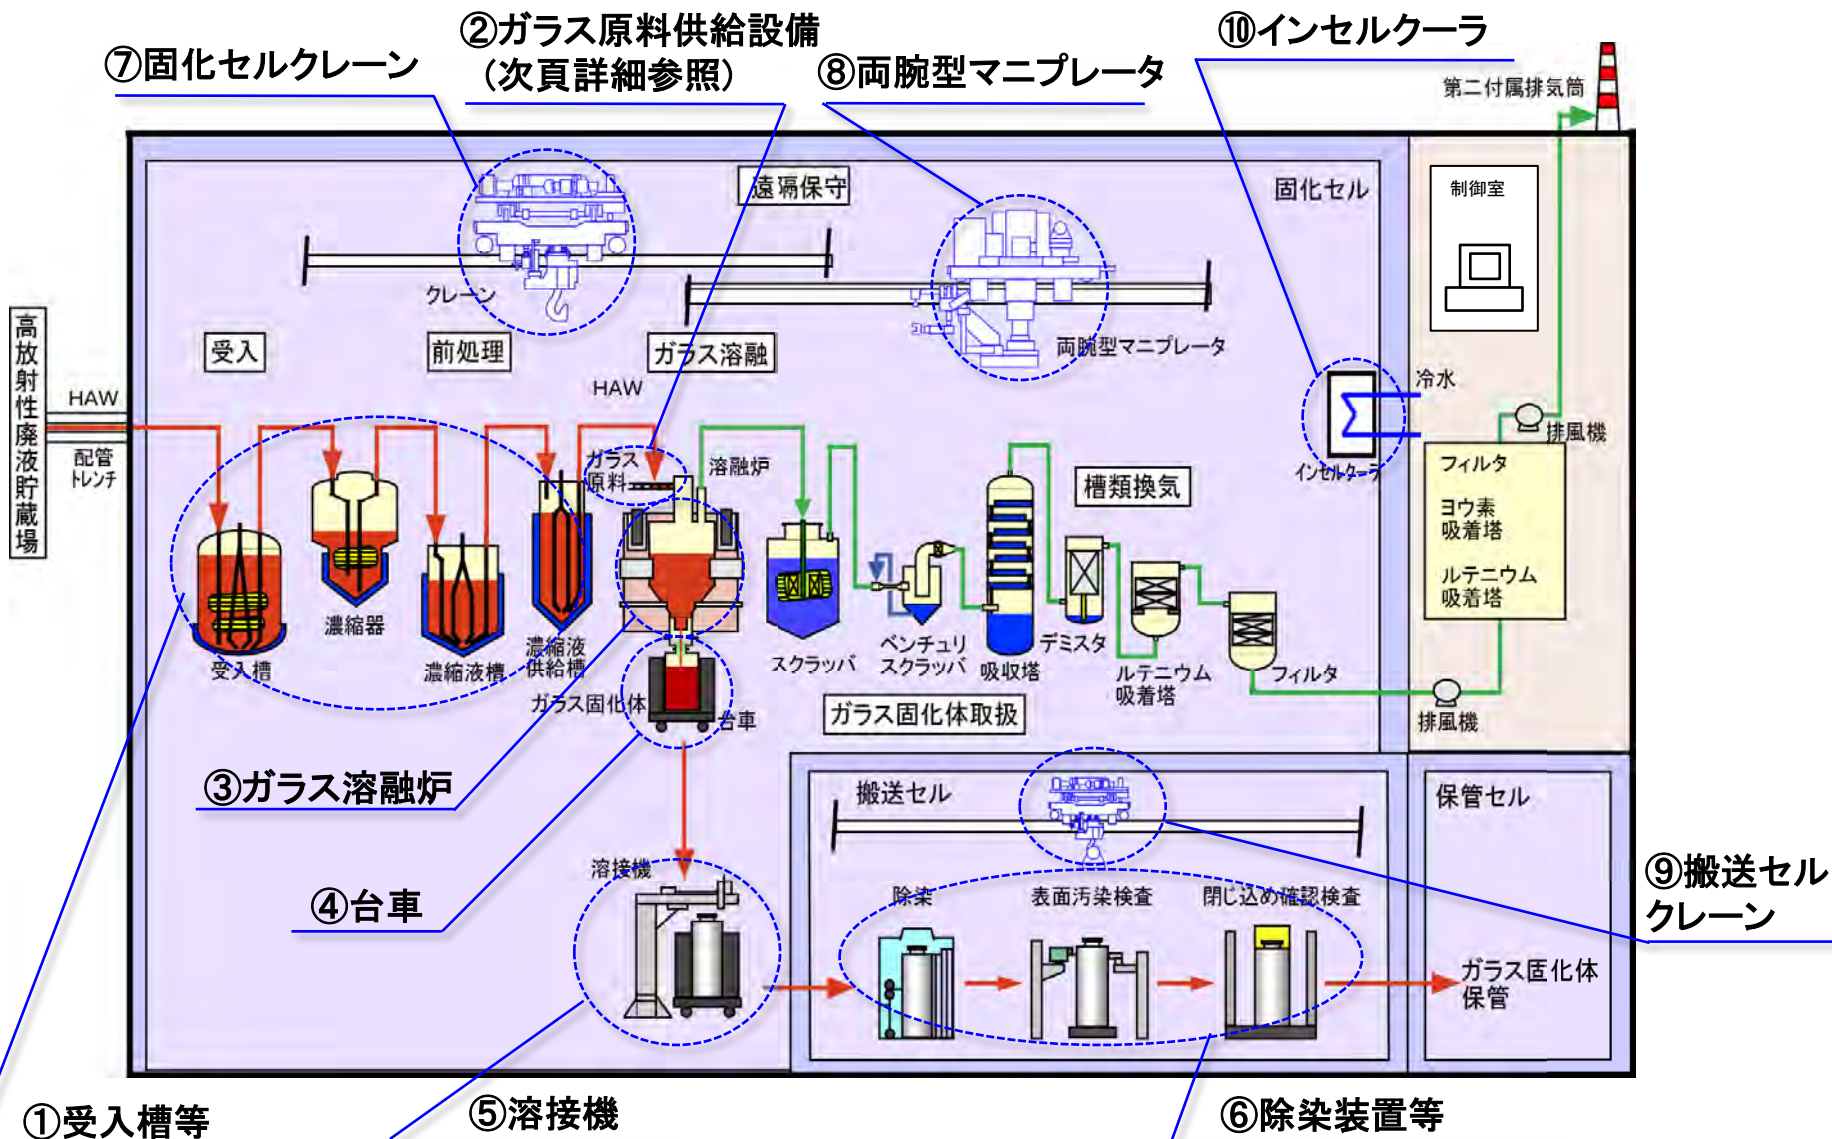 ②ガラス原料供給設備
(次頁詳細参照)
⑦固化セルクレーン
⑧両腕型マニプレータ
⑩インセルクーラ
第二付属排気筒
遠隔保守
固化セル
制御室
クレーン
両腕型マニプレータ
高放射性廃液貯蔵場
受入
前処理
ガラス溶融
HAW
HAW
配管
トレンチ
冷水
インセルクーラ
排風機
ガラス
原料
溶融炉
槽類換気
フィルタ
ヨウ素
吸着塔
ルテニウム
吸着塔
受入槽
濃縮器
濃縮液槽
濃縮液
供給槽
スクラッバ
ベンチュリ
スクラッバ
吸収塔
デミスタ
ルテニウム
吸着塔
フィルタ
排風機
ガラス固化体
台車
ガラス固化体取扱
③ガラス溶融炉
搬送セル
保管セル
④台車
溶接機
除染
表面汚染検査
閉じ込め確認検査
⑨搬送セル
クレーン
ガラス固化体
保管
①受入槽等
⑤溶接機
⑥除染装置等